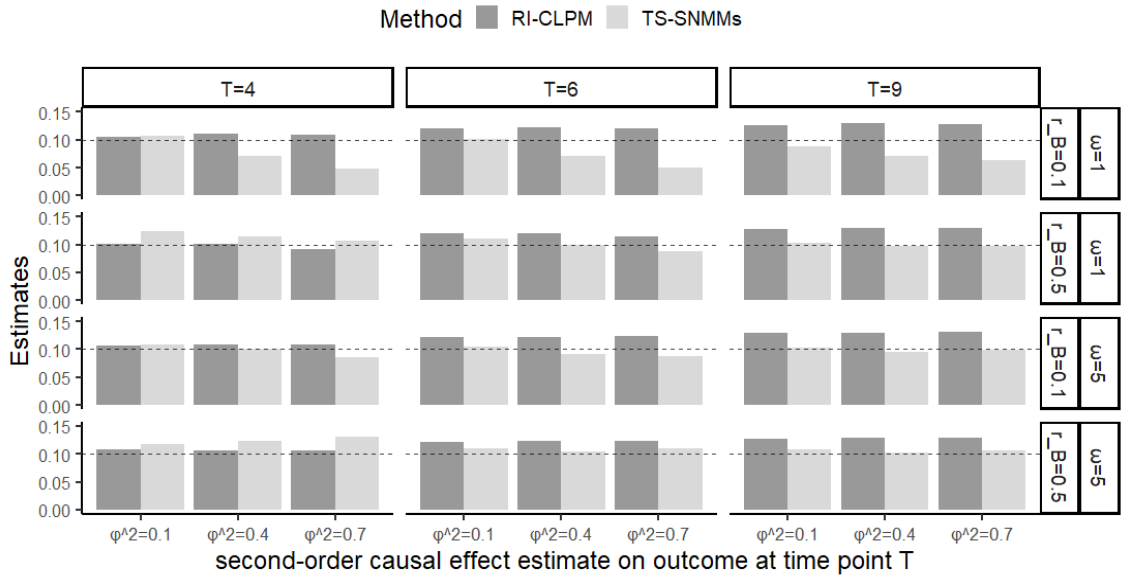 Method RI-CLPM TS-SNMMs
T=4 T=6 T=9
Estimates
0.15
0.10
0.05
0.00
r_B=0.1 ω=1
0.15
0.10
0.05
0.00
r_B=0.5 ω=1
0.15
0.10
0.05
0.00
r_B=0.1 ω=5
0.15
0.10
0.05
0.00
r_B=0.5 ω=5
φ^2=0.1 φ^2=0.4 φ^2=0.7 φ^2=0.1 φ^2=0.4 φ^2=0.7 φ^2=0.1 φ^2=0.4 φ^2=0.7
second-order causal effect estimate on outcome at time point T